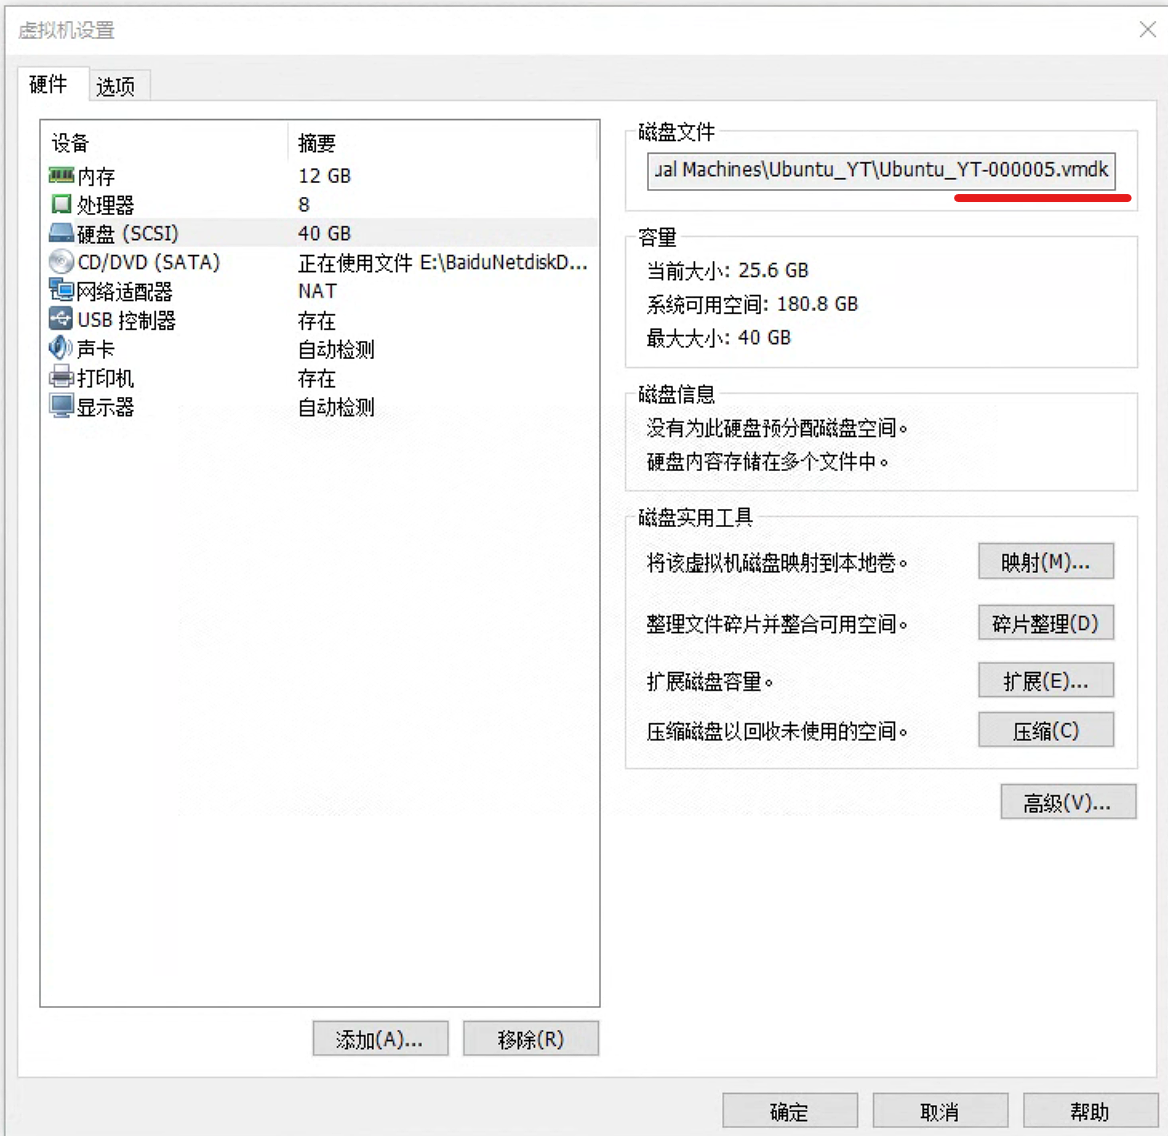 虚拟机设置
硬件
选项
设备 摘要
内存 12 GB
处理器 8
硬盘 (SCSI) 40 GB
CD/DVD (SATA) 正在使用文件 E:\BaiduNetdiskD...
网络适配器 NAT
USB 控制器 存在
声卡 自动检测
打印机 存在
显示器 自动检测
添加(A)...
移除(R)
磁盘文件
ual Machines\Ubuntu_YT\Ubuntu_YT-000005.vmdk
容量
当前大小: 25.6 GB
系统可用空间: 180.8 GB
最大大小: 40 GB
磁盘信息
没有为此硬盘预分配磁盘空间。
硬盘内容存储在多个文件中。
磁盘实用工具
将该虚拟机磁盘映射到本地卷。 映射(M)...
整理文件碎片并整合可用空间。 碎片整理(D)
扩展磁盘容量。 扩展(E)...
压缩磁盘以回收未使用的空间。 压缩(C)
高级(V)...
确定
取消
帮助